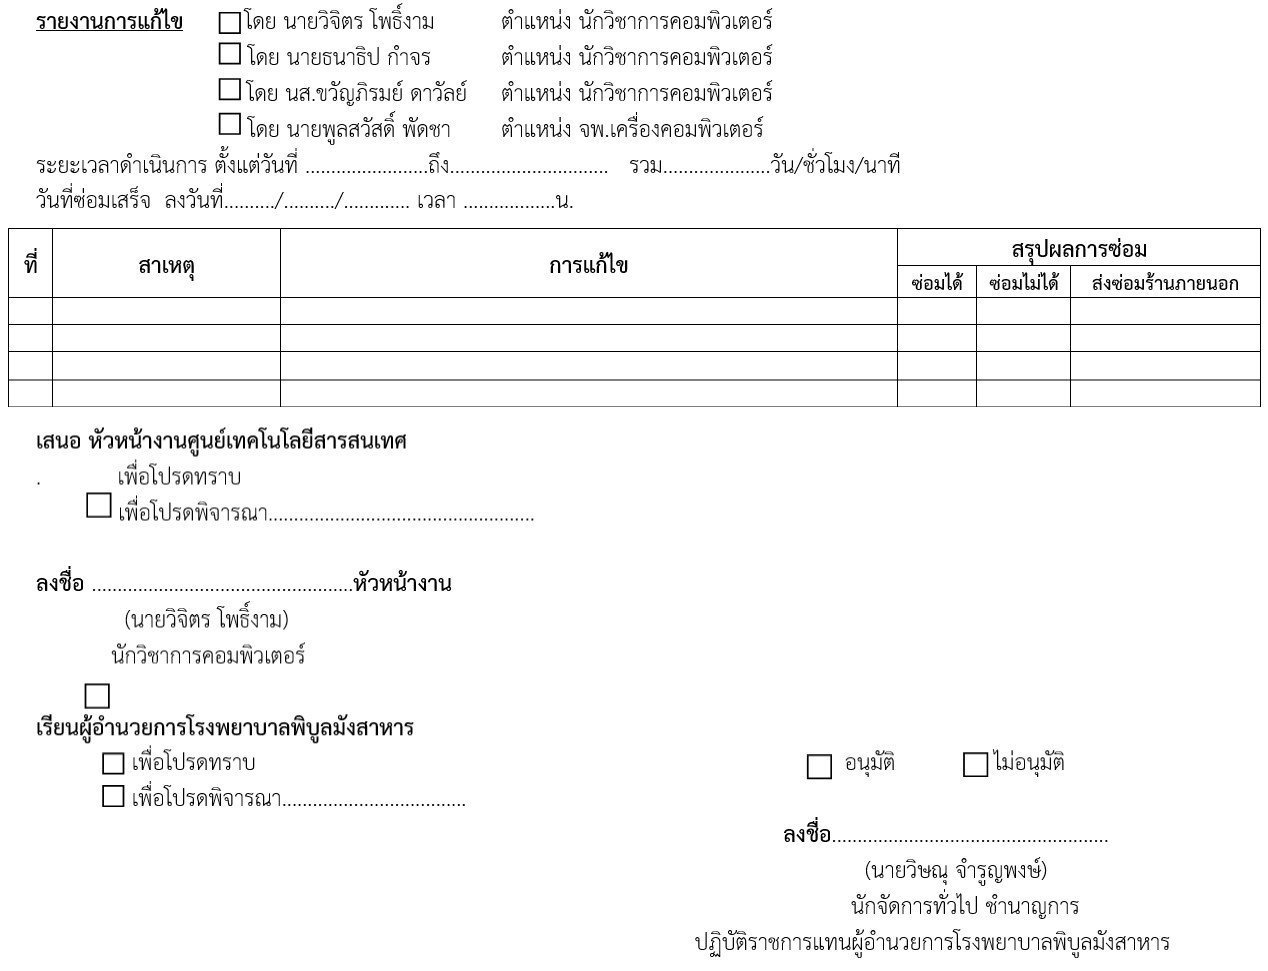 รายงานการแก้ไข โดย นายวิจิตร โพธิ์งาม ตำแหน่ง นักวิชาการคอมพิวเตอร์
โดย นายธนาธิป กำจร ตำแหน่ง นักวิชาการคอมพิวเตอร์
โดย นส.ขวัญภิรมย์ ดาวัลย์ ตำแหน่ง นักวิชาการคอมพิวเตอร์
โดย นายพูลสวัสดิ์ พัดชา ตำแหน่ง จพ.เครื่องคอมพิวเตอร์
ระยะเวลาดำเนินการ ตั้งแต่วันที่ ........................ถึง............................... รวม.....................วัน/ชั่วโมง/นาที
วันที่ซ่อมเสร็จ ลงวันที่........../........../............. เวลา ..................น.
ที่ สาเหตุ การแก้ไข สรุปผลการซ่อม
ซ่อมได้ ซ่อมไม่ได้ ส่งซ่อมร้านภายนอก
เสนอ หัวหน้างานศูนย์เทคโนโลยีสารสนเทศ
. เพื่อโปรดทราบ
เพื่อโปรดพิจารณา....................................................
ลงชื่อ ...................................................หัวหน้างาน
(นายวิจิตร โพธิ์งาม)
นักวิชาการคอมพิวเตอร์
เรียนผู้อำนวยการโรงพยาบาลพิบูลมังสาหาร
เพื่อโปรดทราบ อนุมัติ ไม่อนุมัติ
เพื่อโปรดพิจารณา....................................
ลงชื่อ......................................................
(นายวิษณุ จำรูญพงษ์)
นักจัดการทั่วไป ชำนาญการ
ปฏิบัติราชการแทนผู้อำนวยการโรงพยาบาลพิบูลมังสาหาร